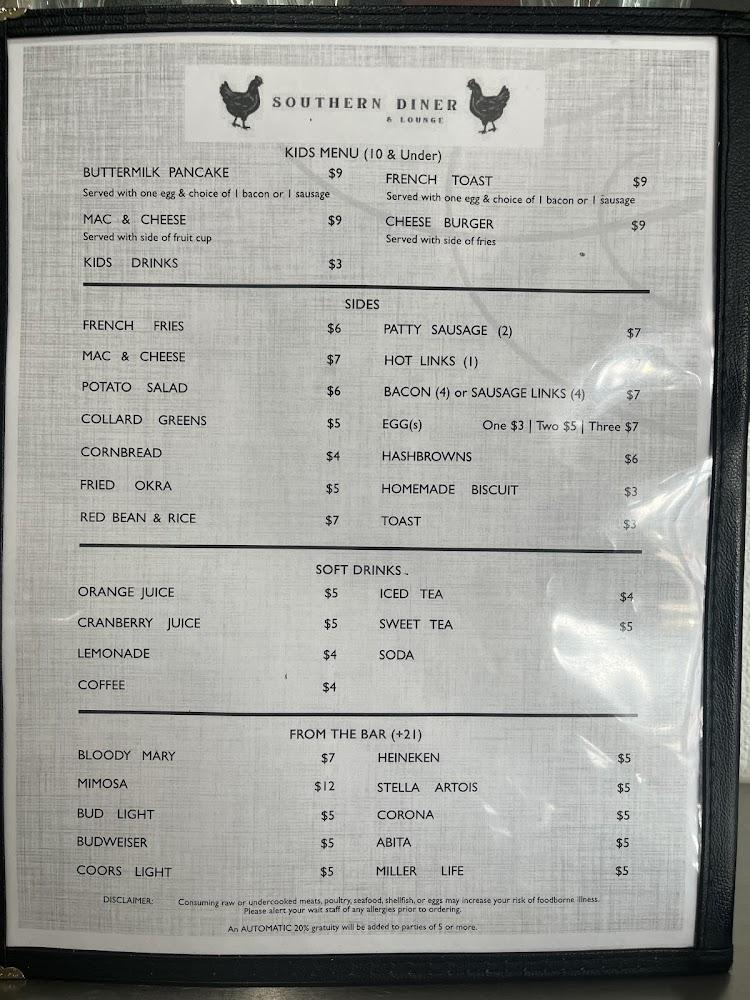 SOUTHERN DINER
& LOUNGE
KIDS MENU (10 & Under)
BUTTERMILK PANCAKE $9
Served with one egg & choice of 1 bacon or 1 sausage
FRENCH TOAST $9
Served with one egg & choice of 1 bacon or 1 sausage
MAC & CHEESE $9
Served with side of fruit cup
CHEESE BURGER $9
Served with side of fries
KIDS DRINKS $3
SIDES
FRENCH FRIES $6
MAC & CHEESE $7
POTATO SALAD $6
COLLARD GREENS $5
CORNBREAD $4
FRIED OKRA $5
RED BEAN & RICE $7
PATTY SAUSAGE (2) $7
HOT LINKS (1)
BACON (4) or SAUSAGE LINKS (4) $7
EGG(s) One $3 | Two $5 | Three $7
HASHBROWNS $6
HOMEMADE BISCUIT $3
TOAST $3
SOFT DRINKS
ORANGE JUICE $5
CRANBERRY JUICE $5
LEMONADE $4
COFFEE $4
ICED TEA $4
SWEET TEA $5
SODA
FROM THE BAR (+21)
BLOODY MARY $7
MIMOSA $12
BUD LIGHT $5
BUDWEISER $5
COORS LIGHT $5
HEINEKEN $5
STELLA ARTOIS $5
CORONA $5
ABITA $5
MILLER LIFE $5
DISCLAIMER: Consuming raw or undercooked meats, poultry, seafood, shellfish, or eggs may increase your risk of foodborne illness.
Please alert your wait staff of any allergies prior to ordering.
An AUTOMATIC 20% gratuity will be added to parties of 5 or more.